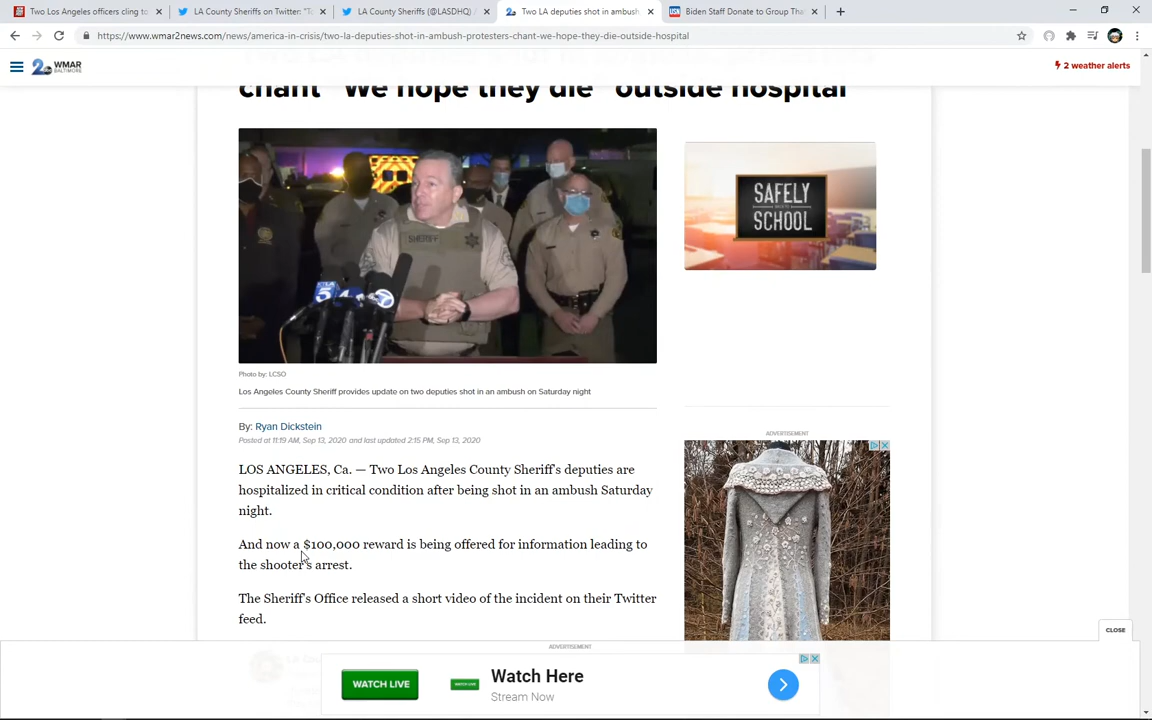 Two Los Angeles officers cling to
LA County Sheriffs on Twitter: "To
LA County Sheriffs (@LASDHQ) /
Two LA deputies shot in ambush,
Biden Staff Donate to Group Tha
https://www.wmar2news.com/news/america-in-crisis/two-la-deputies-shot-in-ambush-protesters-chant-we-hope-they-die-outside-hospital
2 WMAR
BALTIMORE
2 weather alerts
chant "We hope they die" outside hospital
SHERIFF
SAFELY
SCHOOL
Photo by: LCSO
Los Angeles County Sheriff provides update on two deputies shot in an ambush on Saturday night
By: Ryan Dickstein
Posted at 11:19 AM, Sep 13, 2020 and last updated 2:15 PM, Sep 13, 2020
ADVERTISEMENT
LOS ANGELES, Ca. — Two Los Angeles County Sheriff's deputies are
hospitalized in critical condition after being shot in an ambush Saturday
night.
And now a $100,000 reward is being offered for information leading to
the shooter's arrest.
The Sheriff's Office released a short video of the incident on their Twitter
feed.
CLOSE
ADVERTISEMENT
WATCH LIVE
WATCH LIVE
Watch Here
Stream Now